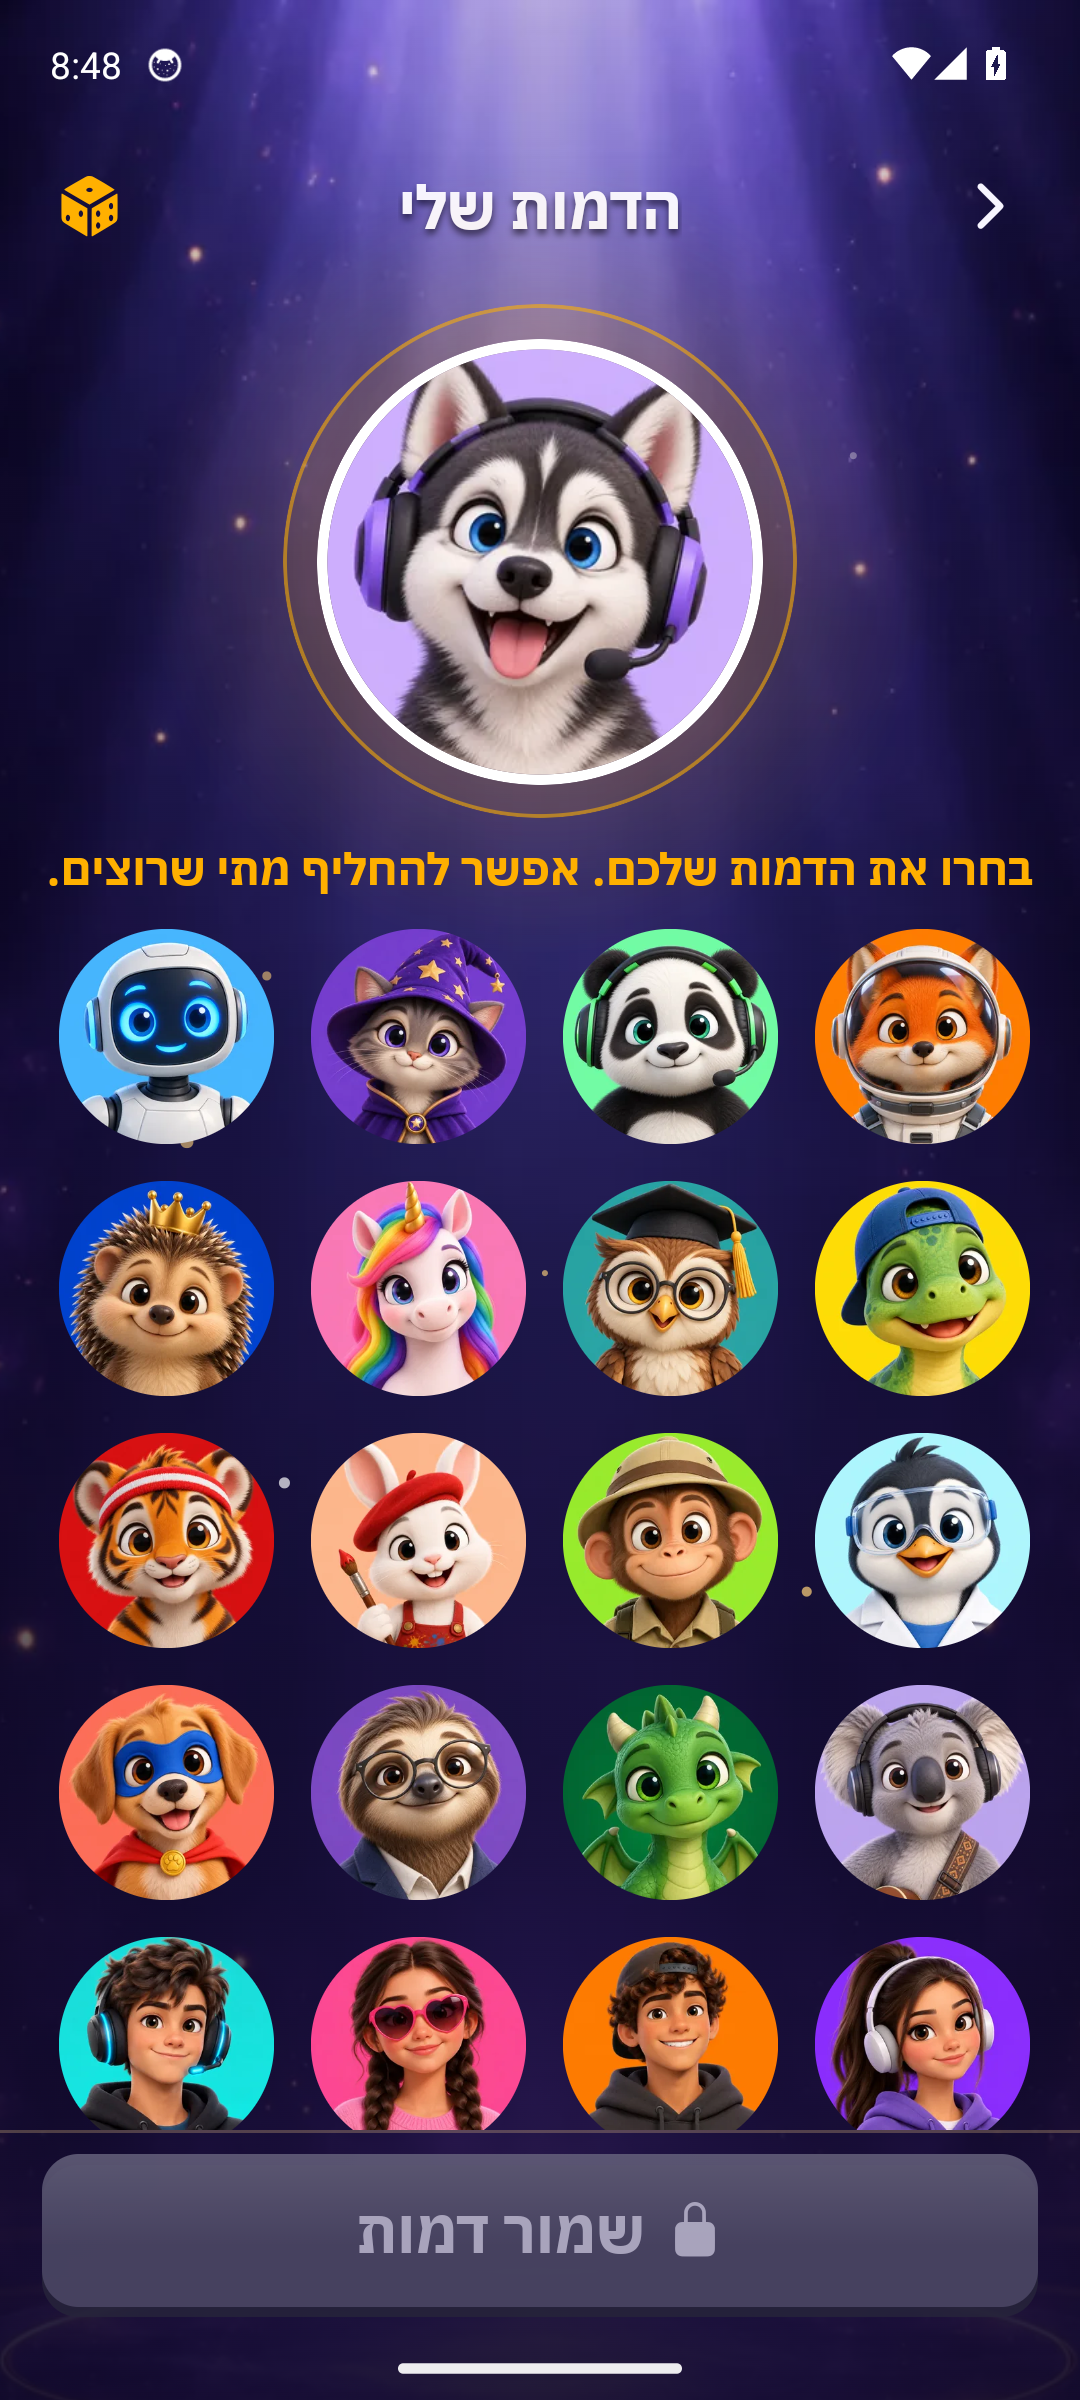 8:48
הדמות שלי
בחרו את הדמות שלכם. אפשר להחליף מתי שרוצים.
שמור דמות